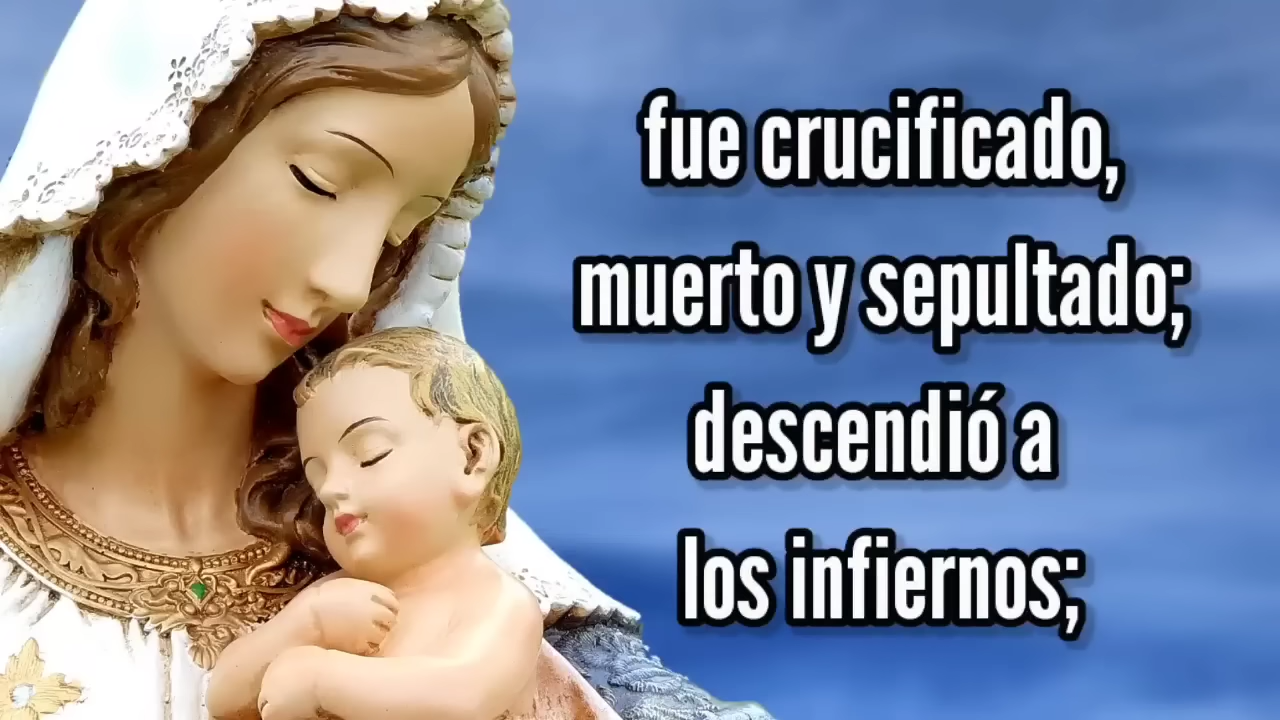 fue crucificado,
muerto y sepultado;
descendió a
los infiernos;